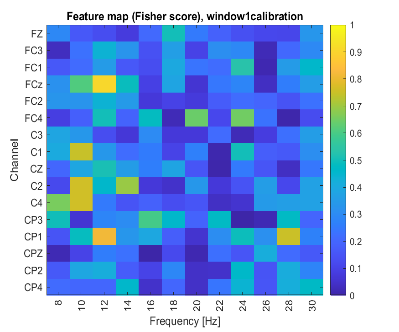 Feature map (Fisher score), window1calibration
Channel
FZ
FC3
FC1
FCz
FC2
FC4
C3
C1
CZ
C2
C4
CP3
CP1
CPZ
CP2
CP4
8 10 12 14 16 18 20 22 24 26 28 30
Frequency [Hz]
1
0.9
0.8
0.7
0.6
0.5
0.4
0.3
0.2
0.1
0